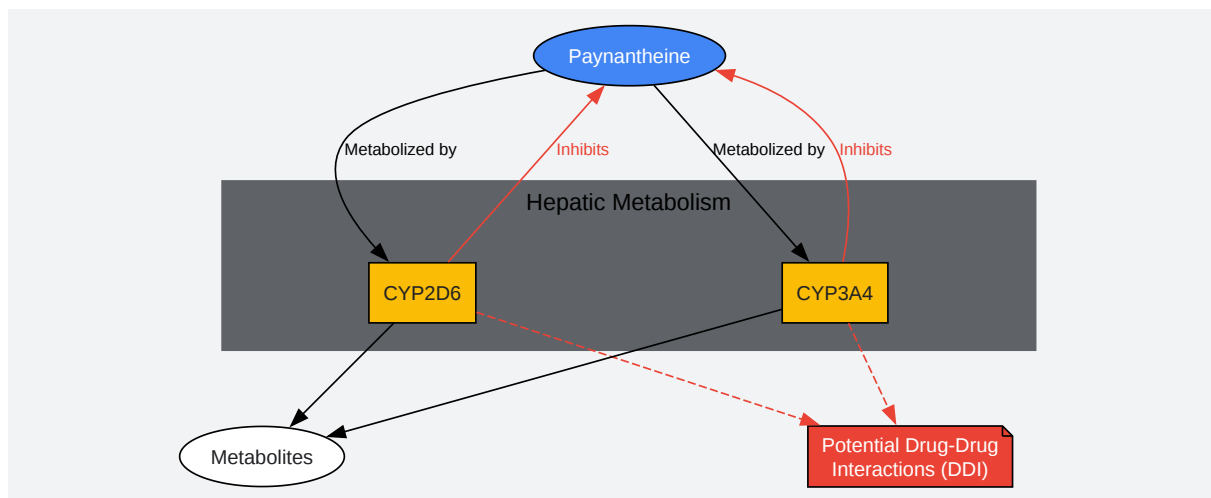 Paynantheine
Metabolized by
Inhibits
Metabolized by
Inhibits
Hepatic Metabolism
CYP2D6
CYP3A4
Metabolites
Potential Drug-Drug
Interactions (DDI)